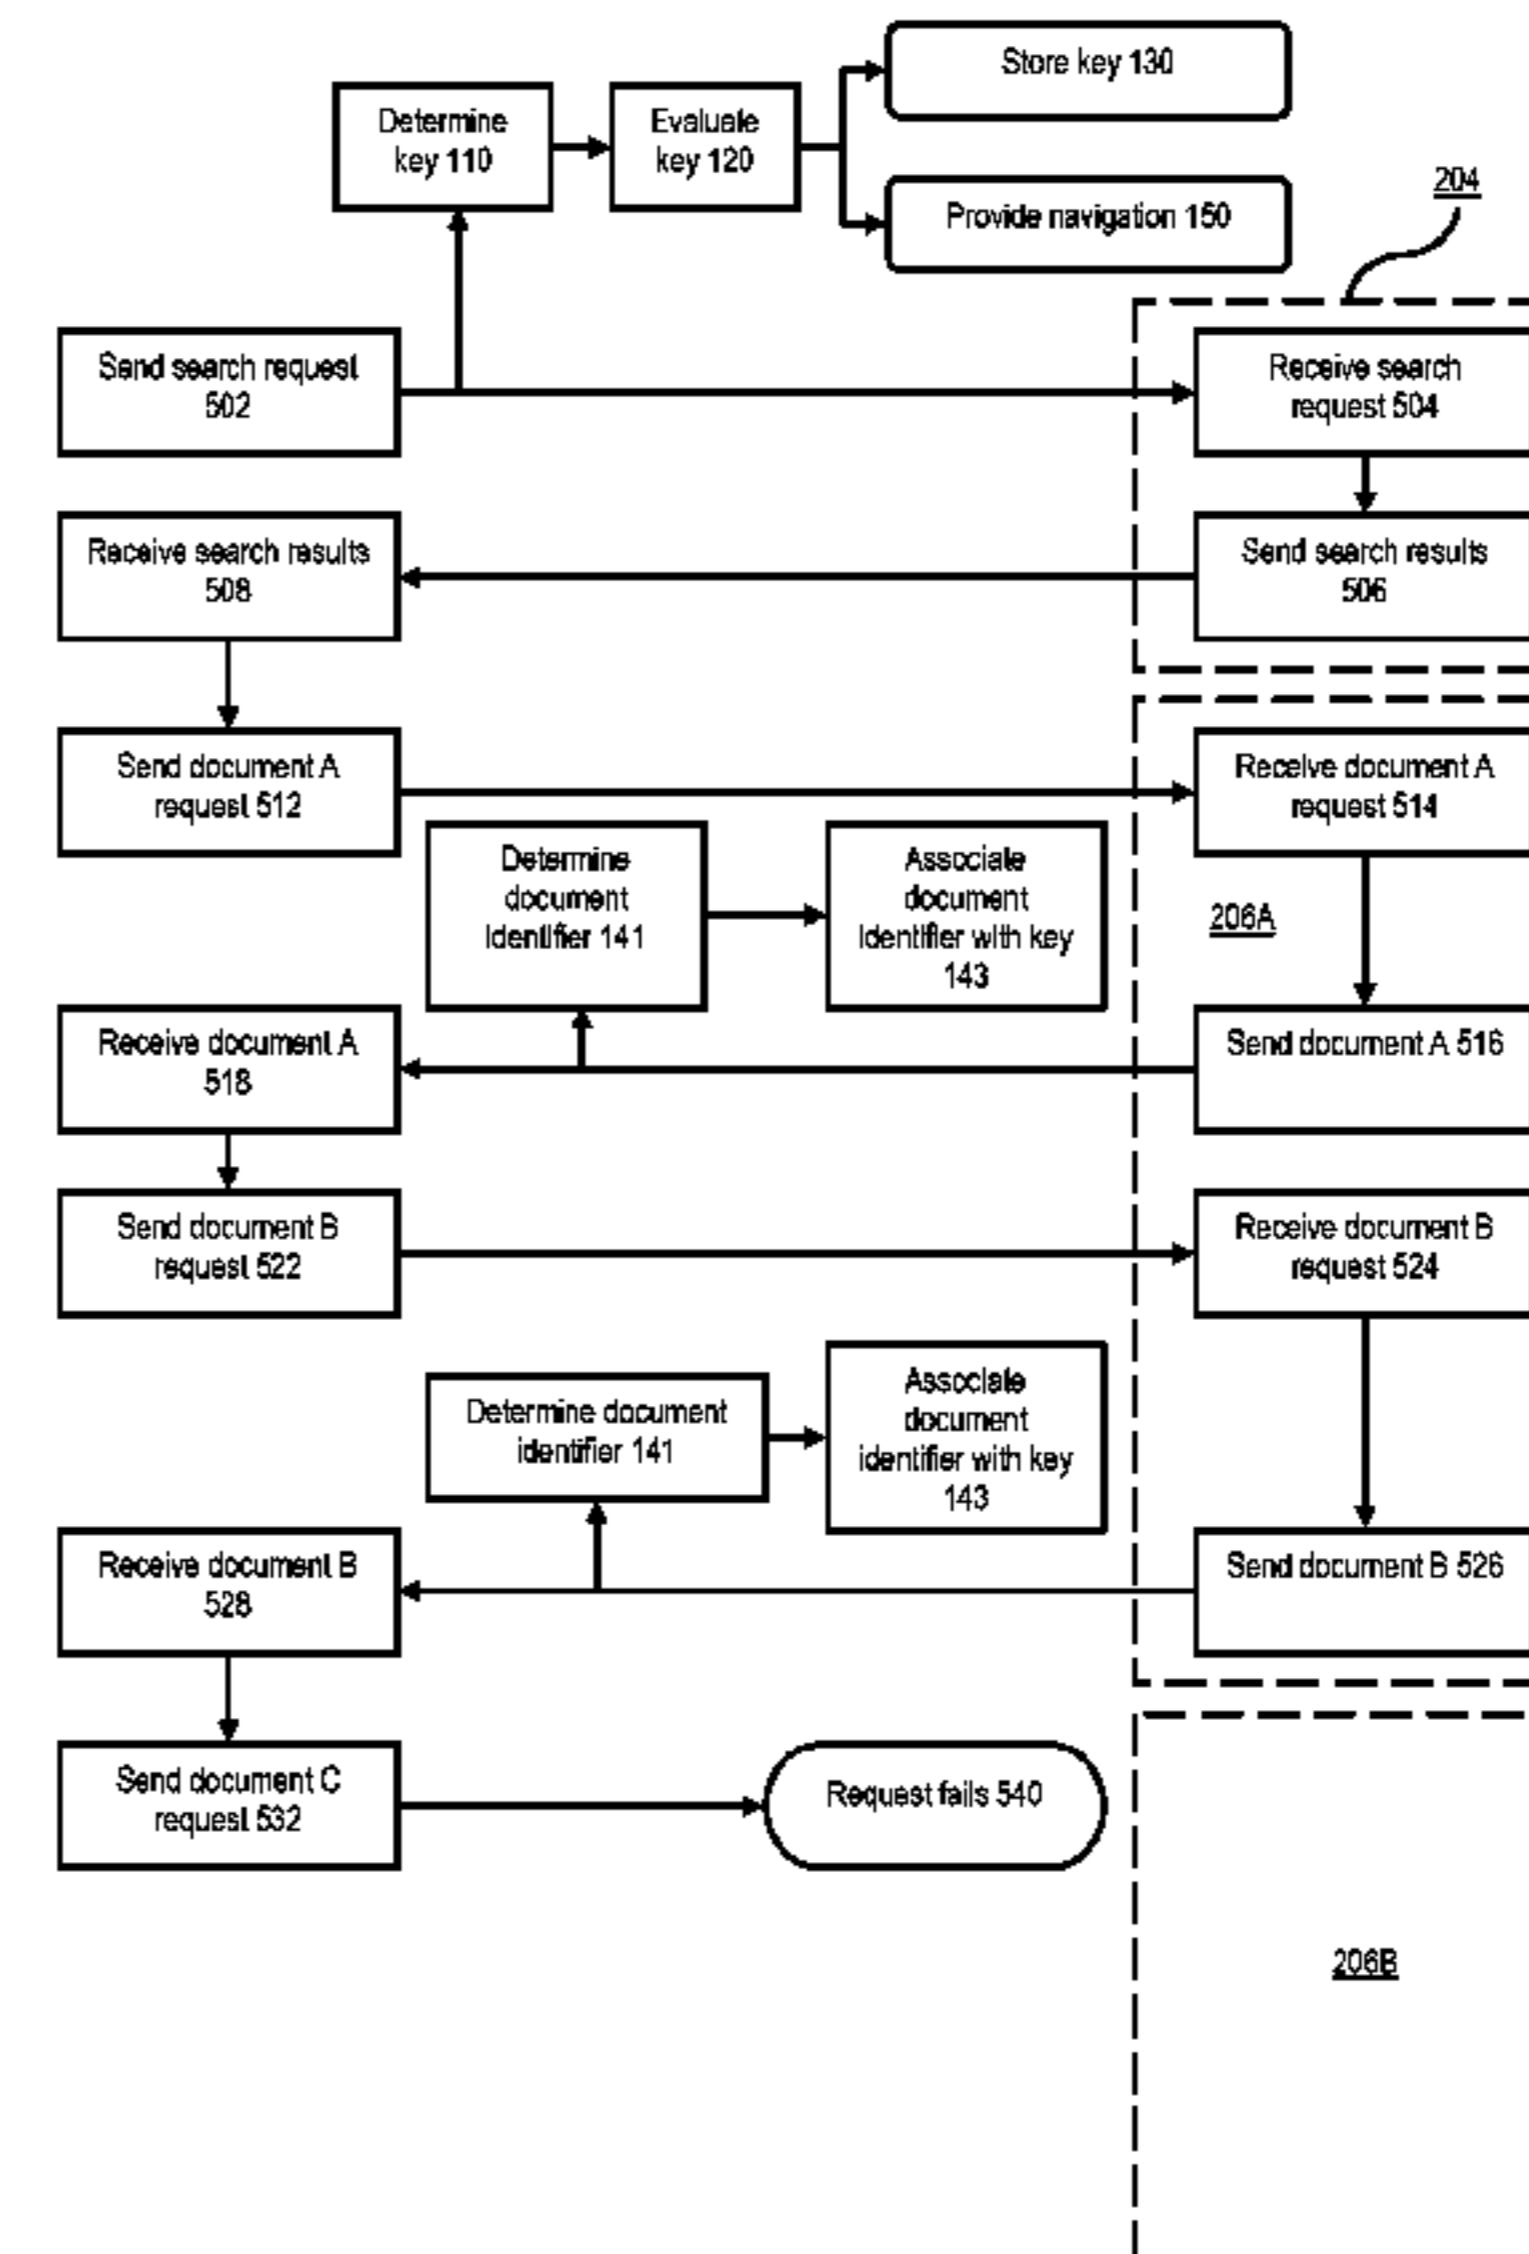 Store key 130
Determine
key 110
Evaluate
key 120
Provide navigation 150
204
Send search request
502
Receive search
request 504
Receive search results
508
Send search results
506
Send document A
request 512
Receive document A
request 514
Determine
document
identifier 141
Associate
document
identifier with key
143
206A
Receive document A
518
Send document A 516
Send document B
request 522
Receive document B
request 524
Determine document
identifier 141
Associate
document
identifier with key
143
Receive document B
528
Send document B 526
Send document C
request 532
Request fails 540
206B